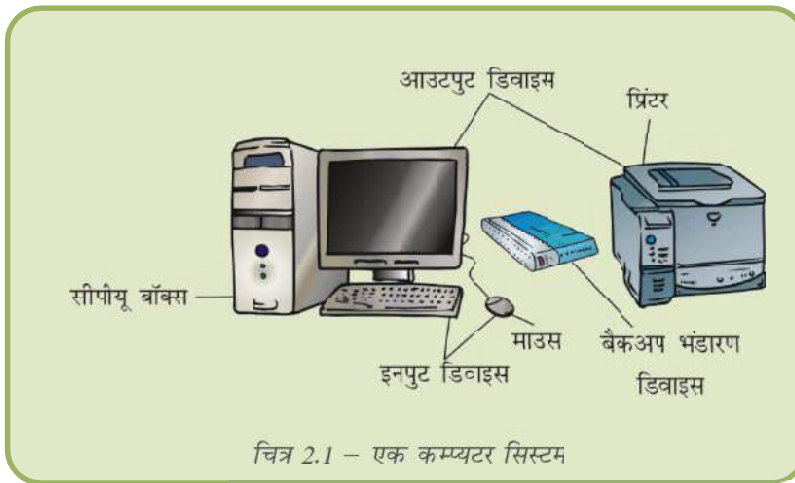 आउटपुट डिवाइस
प्रिंटर
सीपीयू बॉक्स
माउस
बैकअप भंडारण
डिवाइस
इनपुट डिवाइस
चित्र 2.1 – एक कम्प्यटर सिस्टम